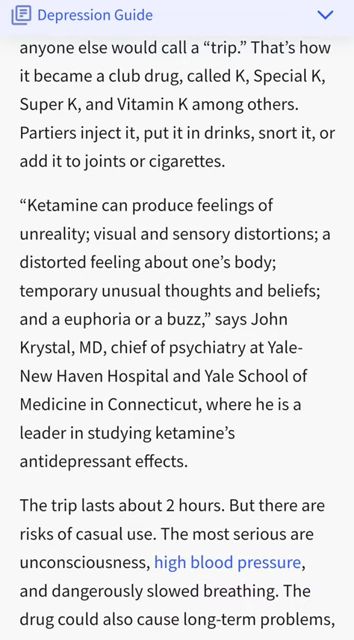 Depression Guide
anyone else would call a “trip.” That’s how
it became a club drug, called K, Special K,
Super K, and Vitamin K among others.
Partiers inject it, put it in drinks, snort it, or
add it to joints or cigarettes.
“Ketamine can produce feelings of
unreality; visual and sensory distortions; a
distorted feeling about one’s body;
temporary unusual thoughts and beliefs;
and a euphoria or a buzz,” says John
Krystal, MD, chief of psychiatry at Yale-
New Haven Hospital and Yale School of
Medicine in Connecticut, where he is a
leader in studying ketamine’s
antidepressant effects.
The trip lasts about 2 hours. But there are
risks of casual use. The most serious are
unconsciousness, high blood pressure,
and dangerously slowed breathing. The
drug could also cause long-term problems,